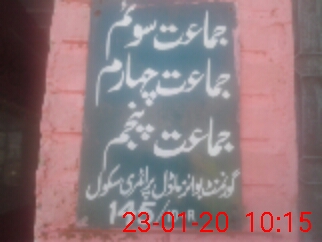 جماعت سوئم
جماعت چہارم
جماعت پنجم
گورنمنٹ بوائز ماڈل پرائمری سکول
23-01-20 10:15